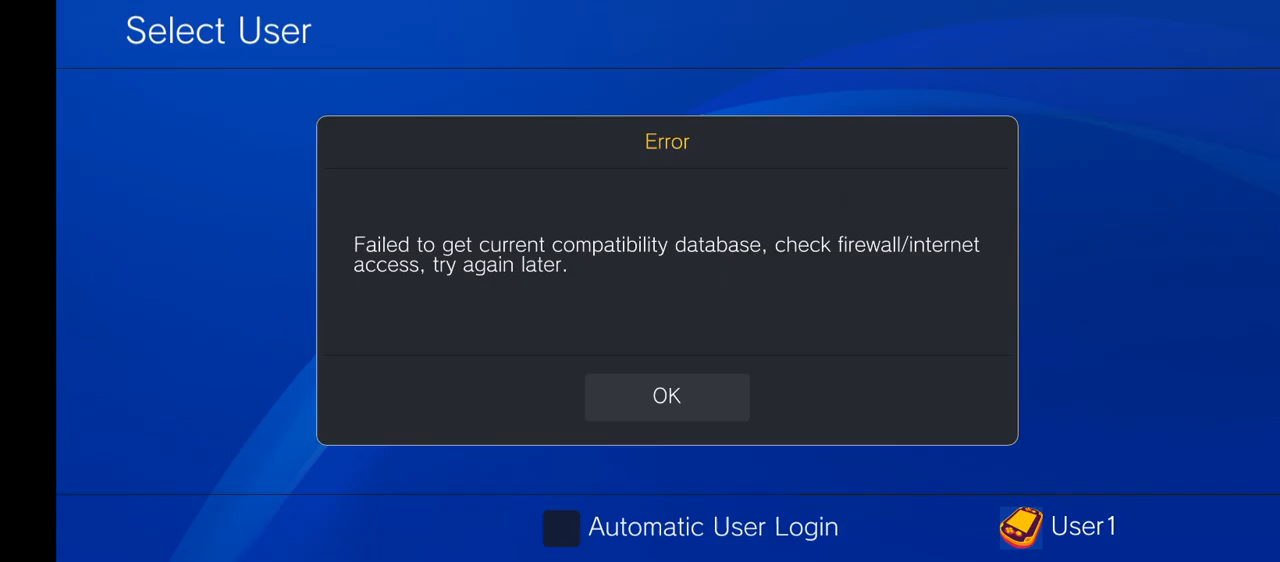 Select User
Error
Failed to get current compatibility database, check firewall/internet
access, try again later.
OK
Automatic User Login
User1